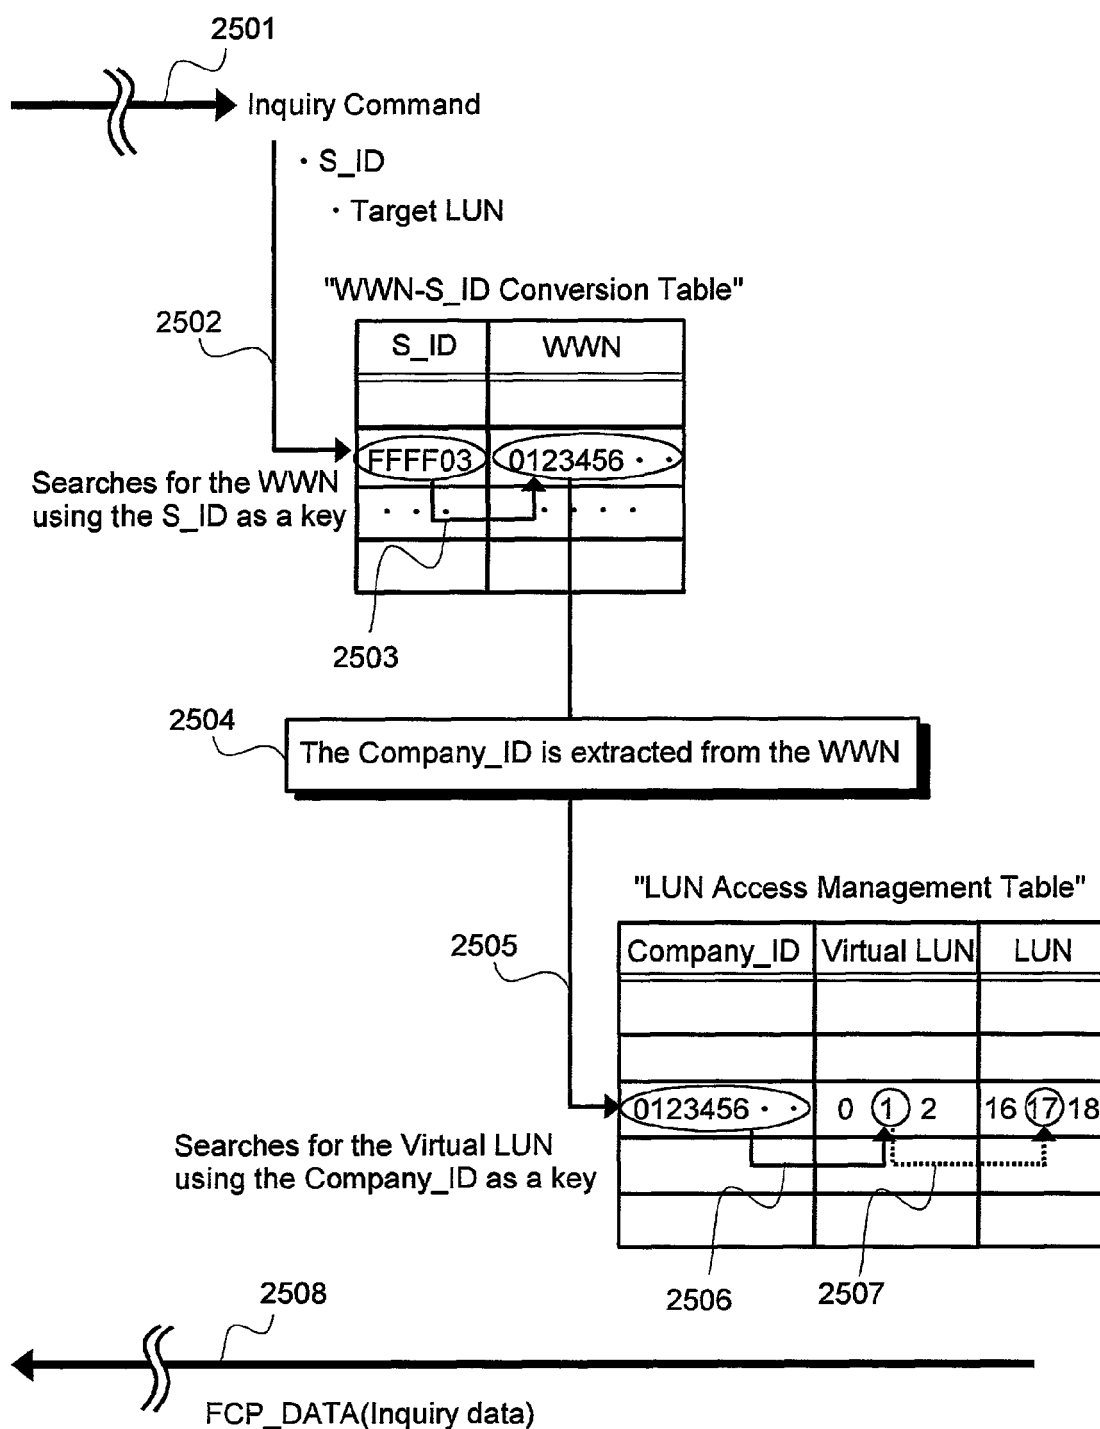 2501
Inquiry Command
· S_ID
· Target LUN
"WWN-S_ID Conversion Table"
2502
S_ID WWN
FFFF03 0123456 · ·
Searches for the WWN
using the S_ID as a key
· · · · · · · ·
2503
2504
The Company_ID is extracted from the WWN
"LUN Access Management Table"
2505
Company_ID Virtual LUN LUN
0123456 · · 0 1 2 16 17 18
Searches for the Virtual LUN
using the Company_ID as a key
2506 2507
2508
FCP_DATA(Inquiry data)